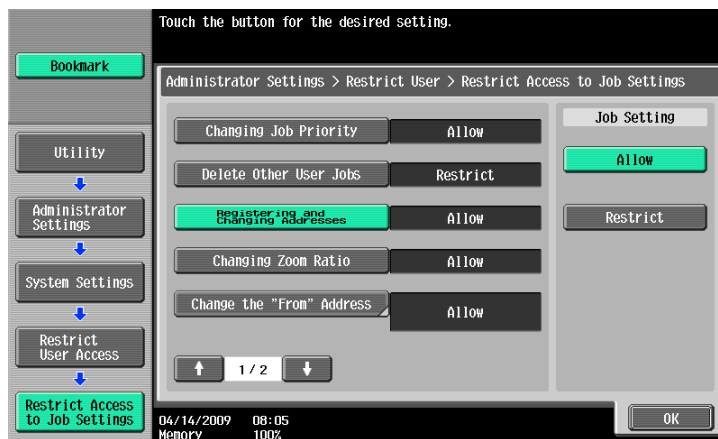 Touch the button for the desired setting.
Bookmark
Administrator Settings > Restrict User > Restrict Access to Job Settings
Utility
Administrator
Settings
System Settings
Restrict
User Access
Restrict Access
to Job Settings
Changing Job Priority Allow
Delete Other User Jobs Restrict
Registering and
Changing Addresses Allow
Changing Zoom Ratio Allow
Change the "From" Address Allow
1/2
Job Setting
Allow
Restrict
04/14/2009 08:05
Memory 100%
OK